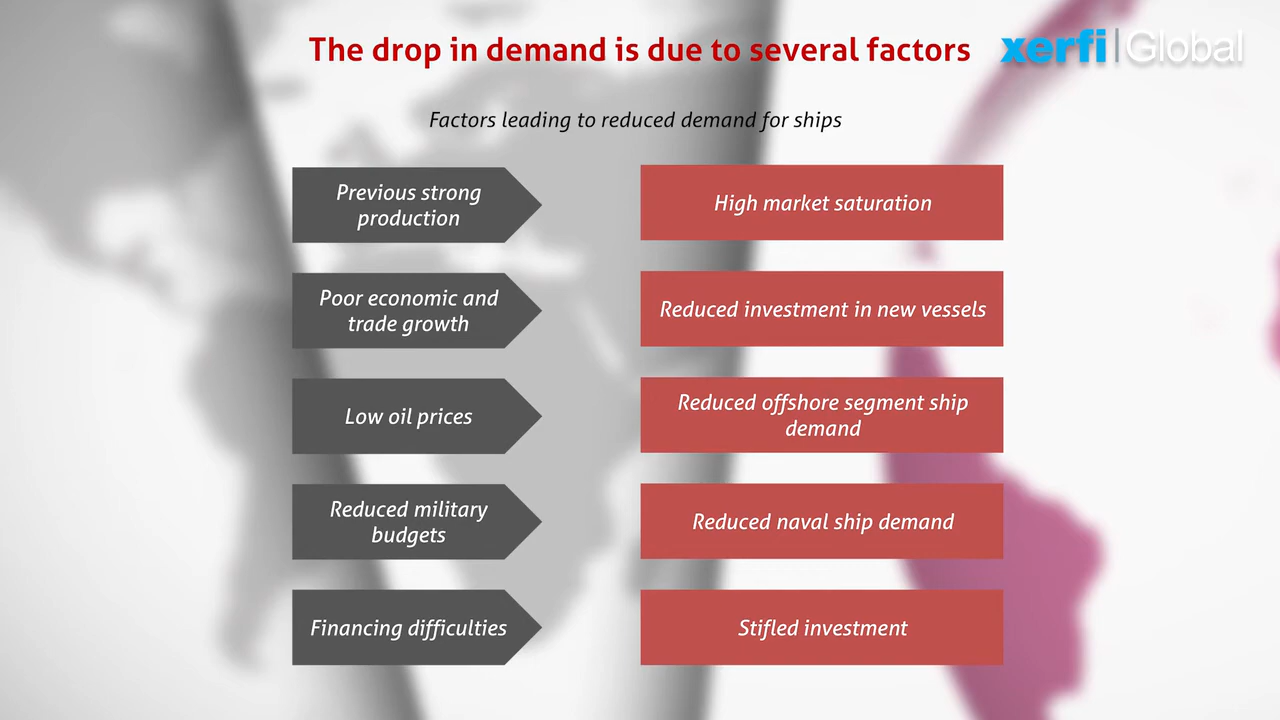 The drop in demand is due to several factors
xerfi Global
Factors leading to reduced demand for ships
Previous strong
production
High market saturation
Poor economic and
trade growth
Reduced investment in new vessels
Low oil prices
Reduced offshore segment ship
demand
Reduced military
budgets
Reduced naval ship demand
Financing difficulties
Stifled investment